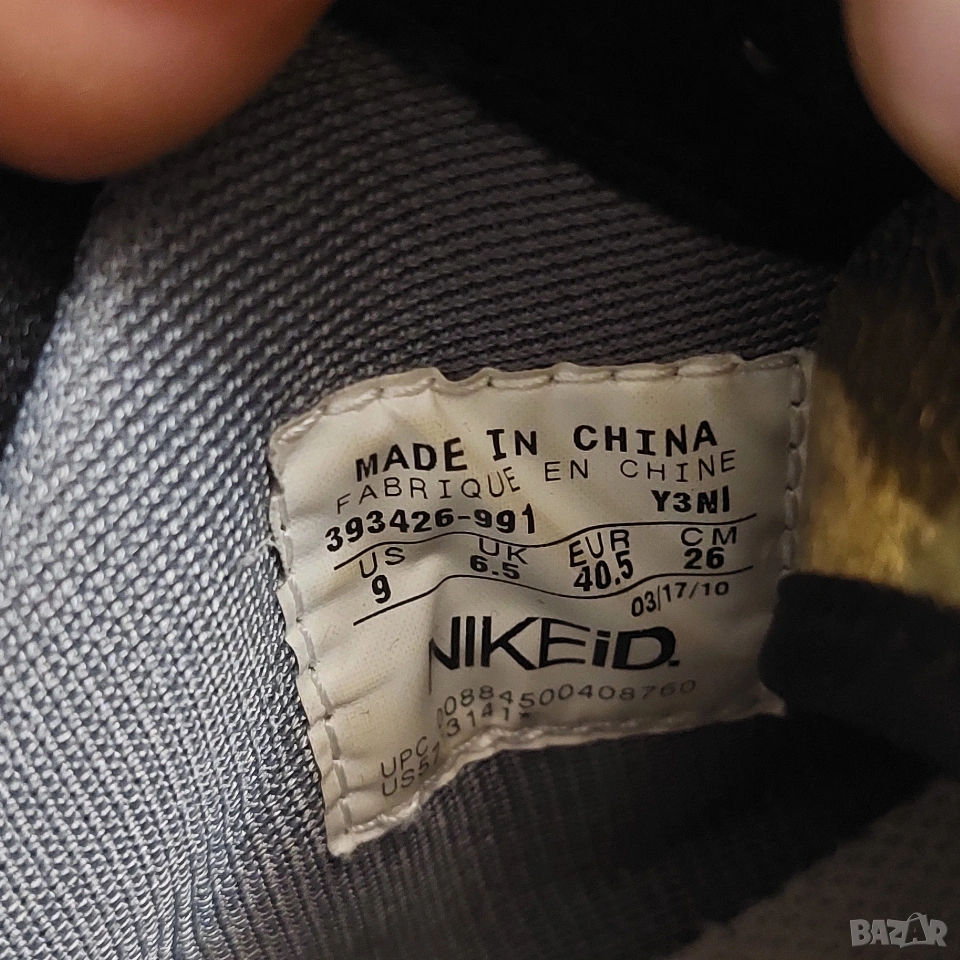 MADE IN CHINA
FABRIQUE EN CHINE
393426-991 Y3NI
US UK EUR CM
9 6.5 40.5 26
03/17/10
NIKEiD.
00884500408760
UPC
BAZAR